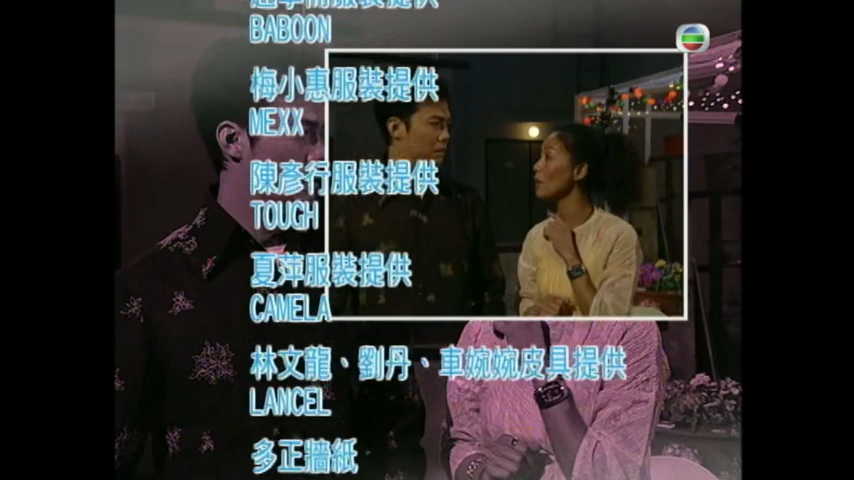 BABOON
梅小惠服裝提供
MEXX
陳彥行服裝提供
TOUGH
夏萍服裝提供
CAMELA
林文龍、劉丹、車婉婉皮具提供
LANCEL
多正牆紙